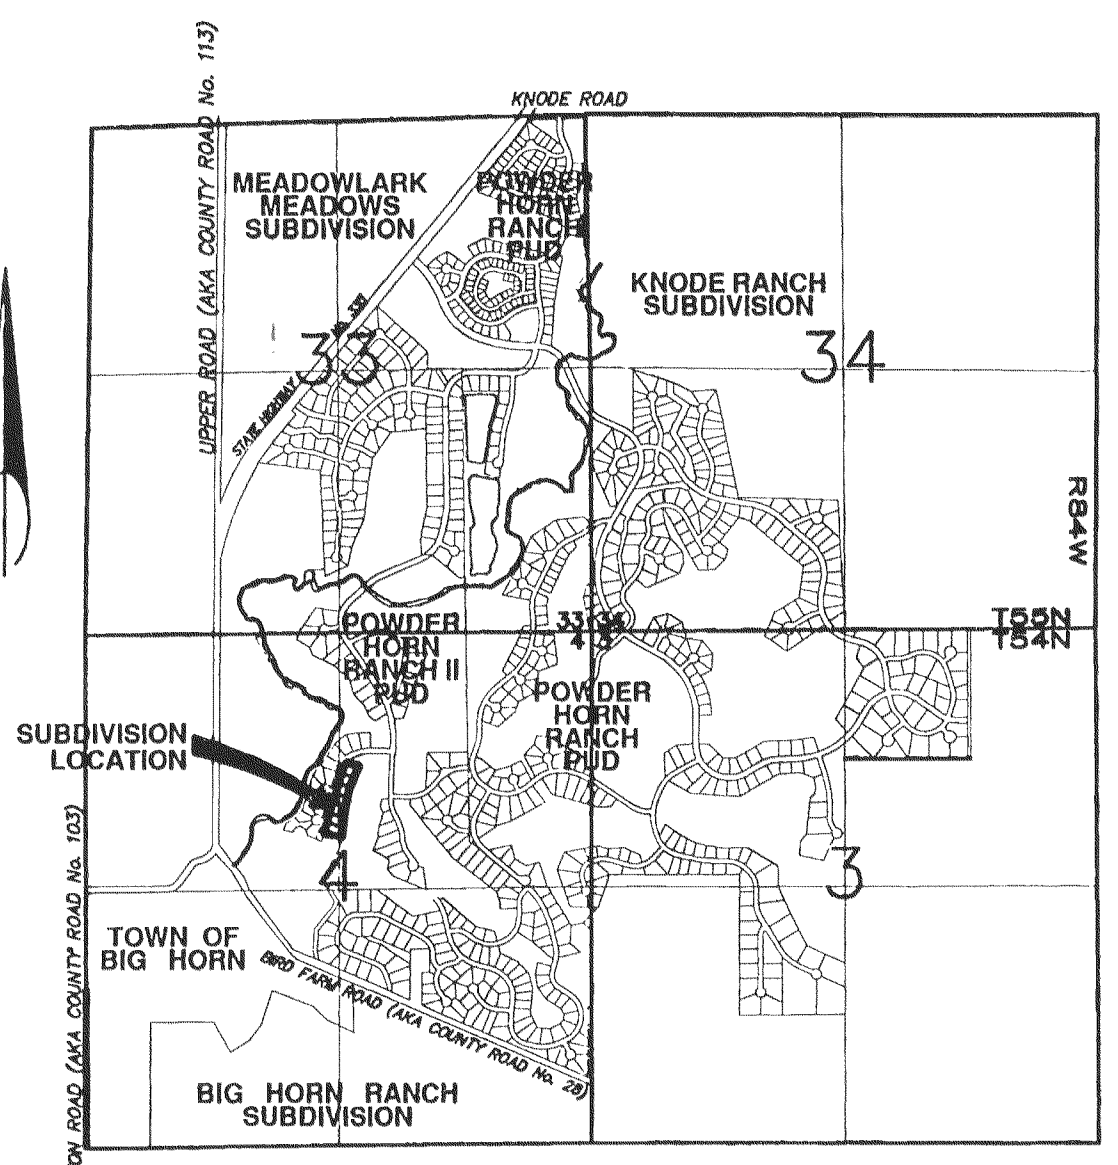 KNODE ROAD
UPPER ROAD (AKA COUNTY ROAD No. 113)
MEADOWLARK
MEADOWS
SUBDIVISION
POWDER
HORN
RANCH
PUD
KNODE RANCH
SUBDIVISION
33
34
STATE HIGHWAY
R84W
T55N
T54N
33 34
4 3
POWDER
HORN
RANCH II
PUD
POWDER
HORN
RANCH
PUD
SUBDIVISION
LOCATION
4
3
TOWN OF
BIG HORN
BIRD FARM ROAD (AKA COUNTY ROAD No. 28)
ON ROAD (AKA COUNTY ROAD No. 103)
BIG HORN RANCH
SUBDIVISION